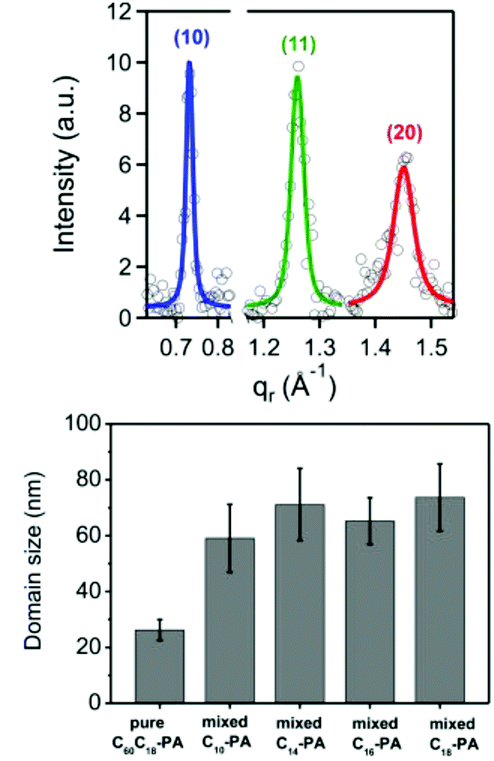 12
10
8
6
4
2
0
Intensity (a.u.)
(10)
(11)
(20)
0.7 0.8 1.2 1.3 1.4 1.5
qr (Å-1)
100
80
60
40
20
0
Domain size (nm)
pure mixed mixed mixed mixed
C60C18-PA C10-PA C14-PA C16-PA C18-PA